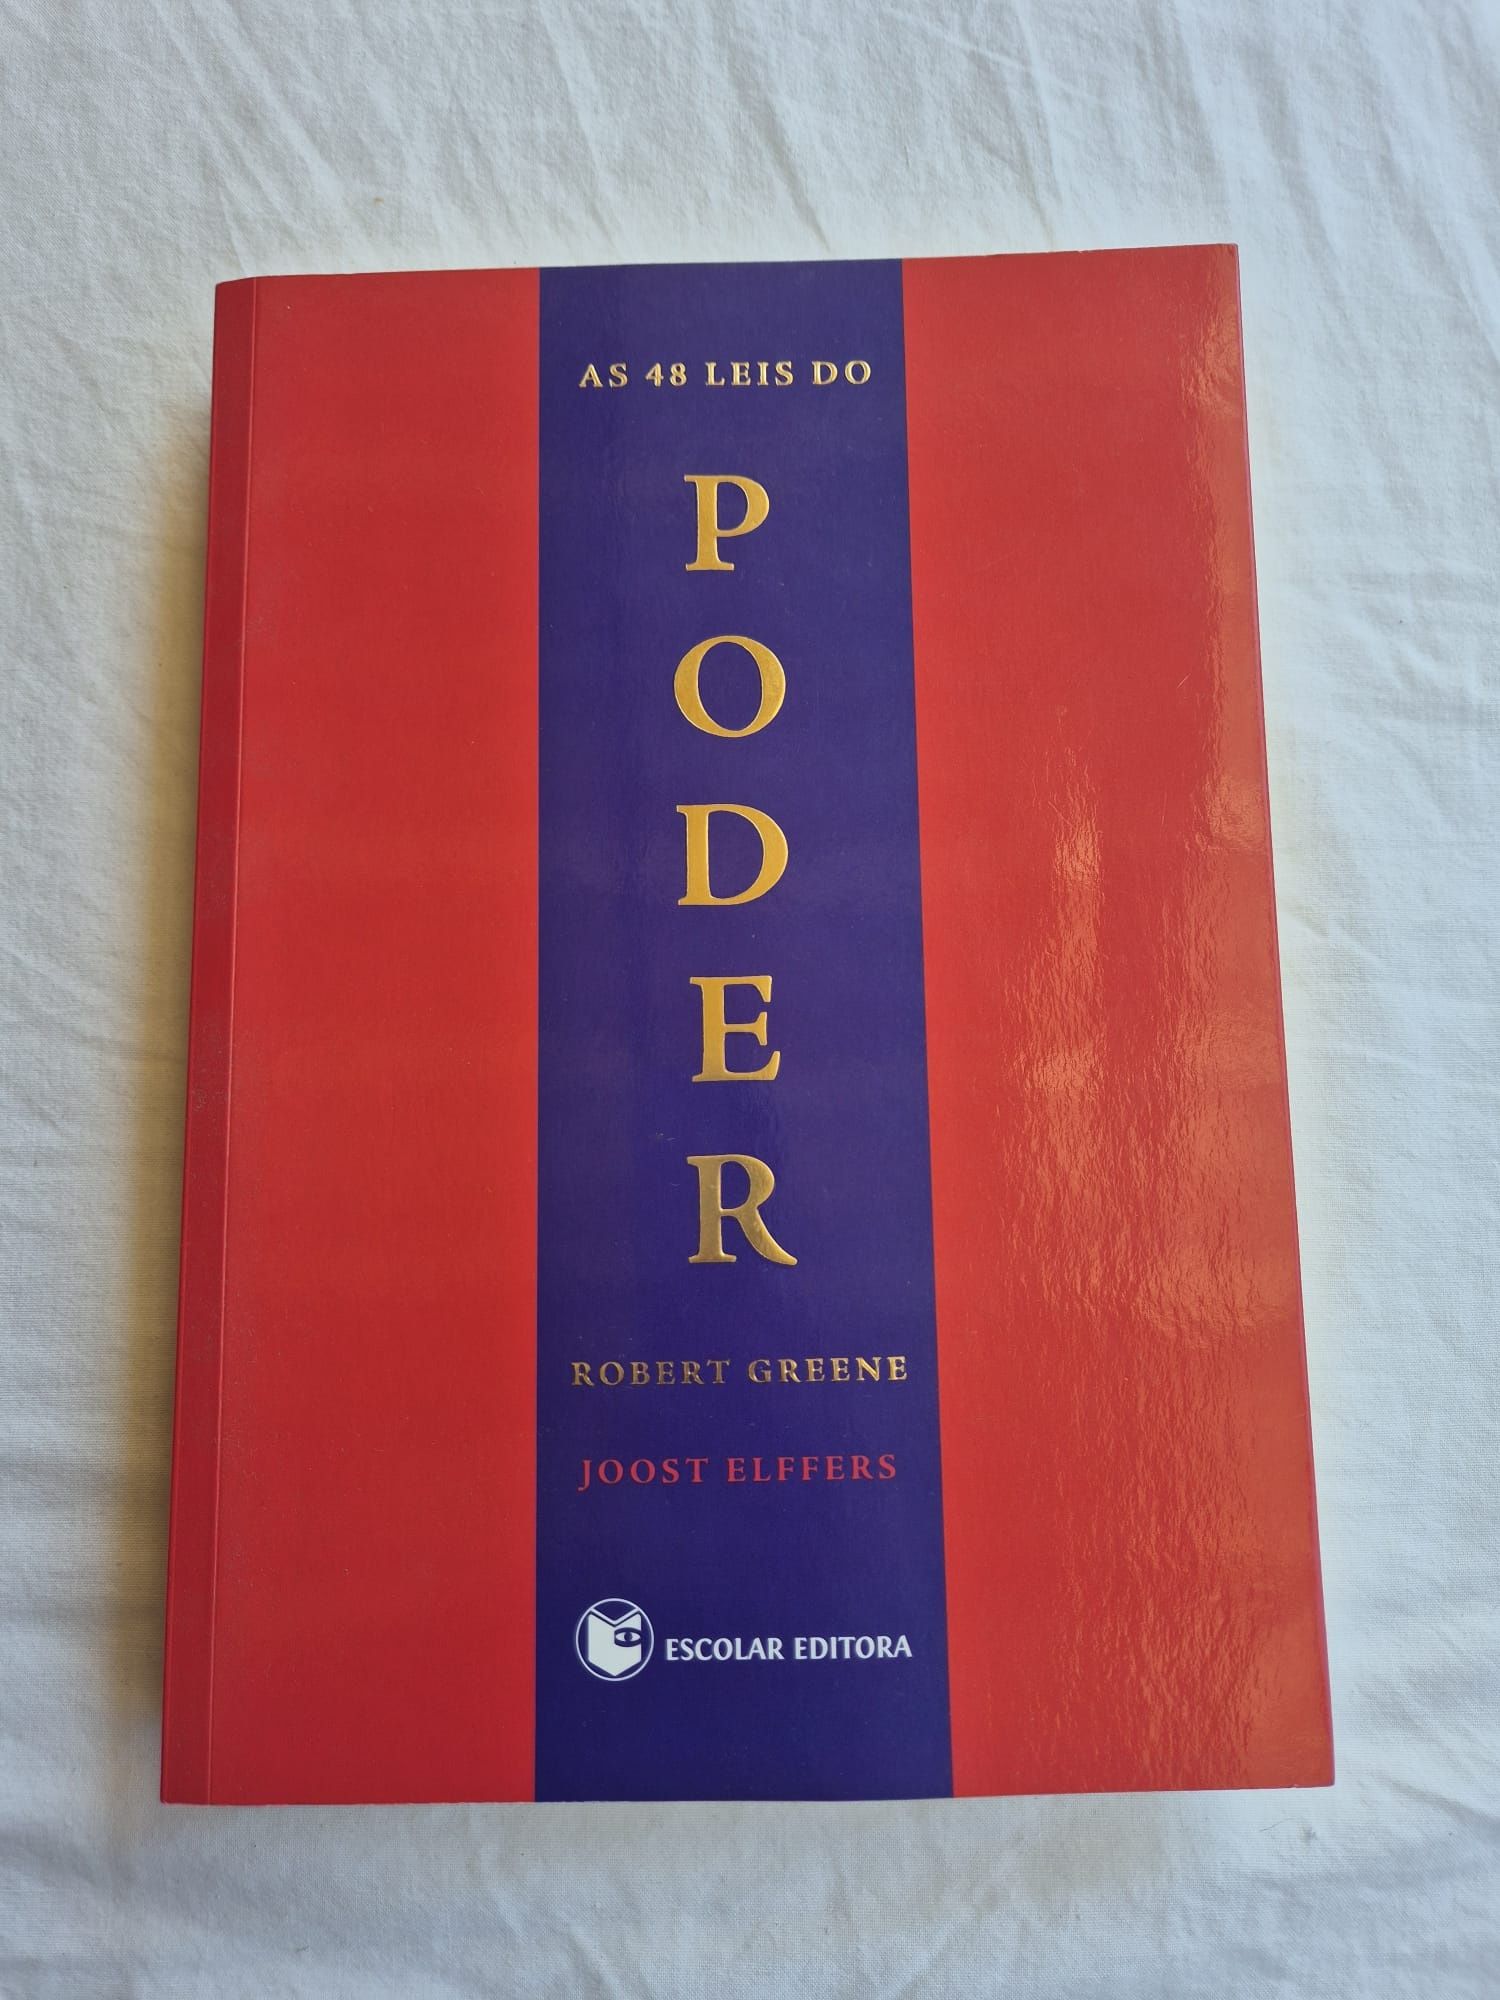 AS 48 LEIS DO
PODER
ROBERT GREENE
JOOST ELFFERS
ESCOLAR EDITORA